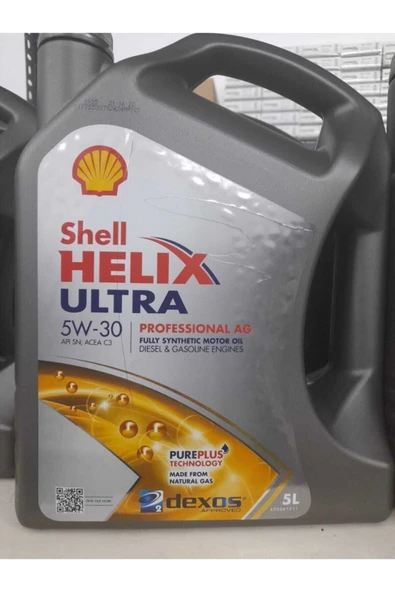 Shell
HELIX
ULTRA
5W-30
API SN, ACEA C3
PROFESSIONAL AG
FULLY SYNTHETIC MOTOR OIL
DIESEL & GASOLINE ENGINES
PUREPLUS
TECHNOLOGY
MADE FROM
NATURAL GAS
2 dexos®
APPROVED
5L